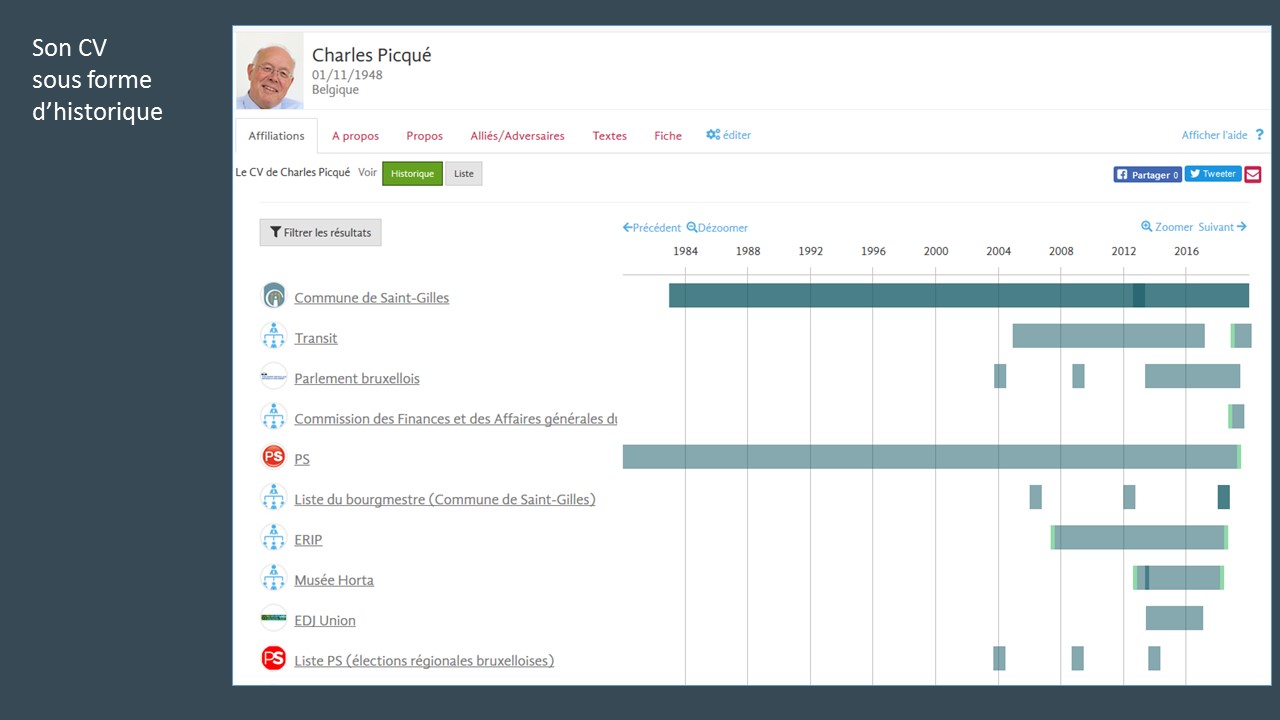 Son CV
sous forme
d’historique
Charles Picqué
01/11/1948
Belgique
Affiliations A propos Propos Alliés/Adversaires Textes Fiche éditer Afficher l'aide ?
Le CV de Charles Picqué Voir Historique Liste Partager 0 Tweeter
Filtrer les résultats Précédent Dézoomer Zoomer Suivant
1984 1988 1992 1996 2000 2004 2008 2012 2016
Commune de Saint-Gilles
Transit
Parlement bruxellois
Commission des Finances et des Affaires générales du
PS PS
Liste du bourgmestre (Commune de Saint-Gilles)
ERIP
Musée Horta
EDJ Union
PS Liste PS (élections régionales bruxelloises)